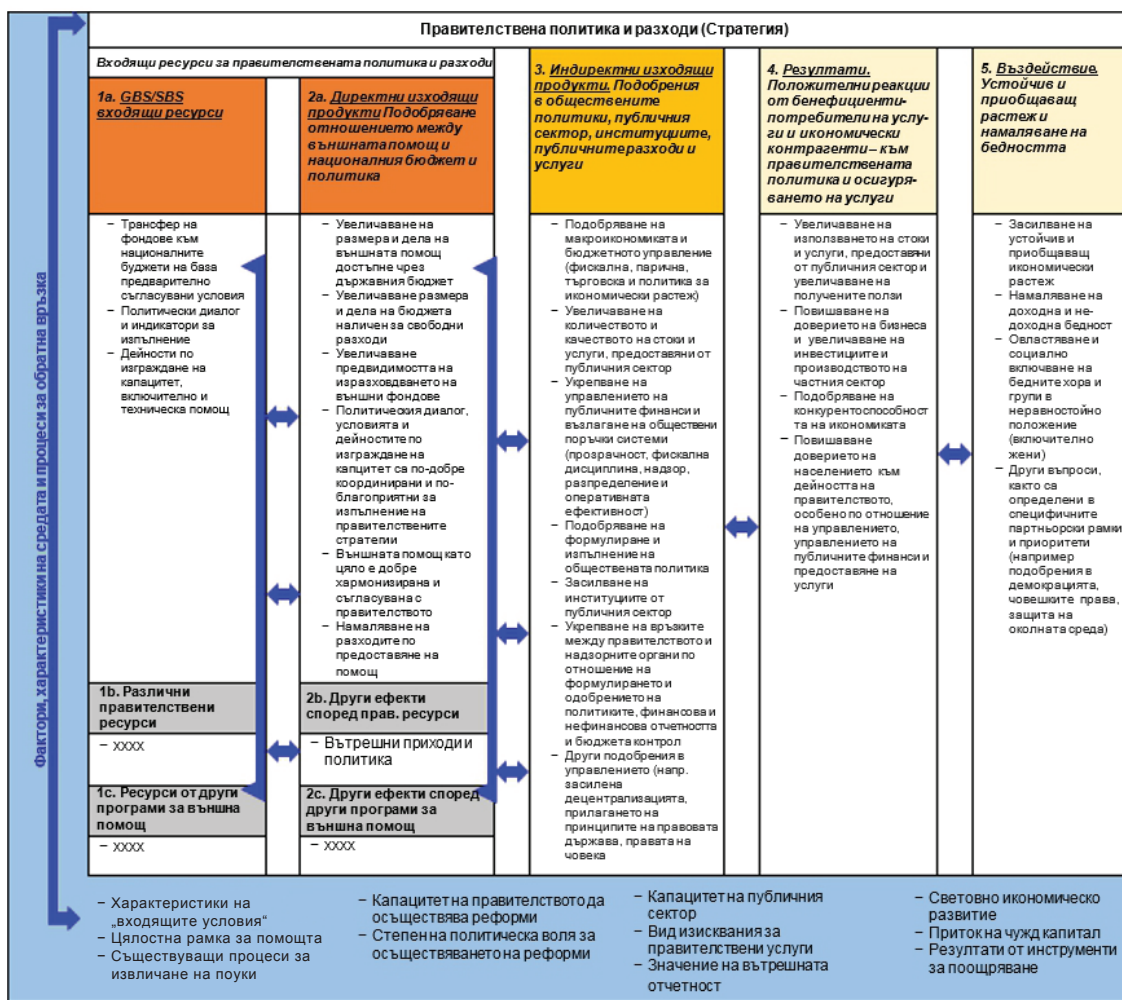 Правителствена политика и разходи (Стратегия)
Входящи ресурси за правителствената политика и разходи
1a. GBS/SBS
входящи ресурси
2a. Директни изходящи
продукти Подобряване
отношението между
външната помощ и
националния бюджет и
политика
3. Индиректни изходящи
продукти. Подобрения
в обществените
политики, публичния
сектор, институциите,
публичните разходи и
услуги
4. Резултати.
Положителни реакции
от бенефициенти-
потребители на услу-
ги и икономически
контрагенти – към
правителствената
политика и осигуря-
ването на услуги
5. Въздействие.
Устойчив и
приобщаващ
растеж и
намаляване на
бедността
– Трансфер на
фондове към
националните
буджети на база
предварително
съгласувани условия
– Политически диалог
и индикатори за
изпълнение
– Дейности по
изграждане на
капацитет,
включително и
техническа помощ
– Увеличаване на
размера и дела на
външната помощ
достъпне чрез
държавния бюджет
– Увеличаване размера
и дела на бюджета
наличен за свободни
разходи
– Увеличаване
предвидимостта на
изразховдването на
външни фондове
– Политическия диалог,
условията и
дейностите по
изграждане на
капцитет са по-добре
координирани и по-
благоприятни за
изпълнение на
правителствените
стратегии
– Външната помощ като
цяло е добре
хармонизирана и
съгласувана с
правителството
– Намаляване на
разходите по
предоставяне на
помощ
– Подобряване на
макроикономиката и
бюджетното управление
(фискална, парична,
търговска и политика за
икономически растеж)
– Увеличаване на
количеството и
качеството на стоки и
услуги, предоставяни от
публичния сектор
– Укрепване на
управлението на
публичните финанси и
възлагане на обществени
поръчки системи
(прозрачност, фискална
дисциплина, надзор,
разпределение и
оперативната
ефективност)
– Подобряване на
формулиране и
изпълнение на
обществената политика
– Засилване на
институциите от
публичния сектор
– Укрепване на връзките
между правителството и
надзорните органи по
отношение на
формулирането и
одобрението на
политиките, финансова и
нефинансова отчетността
и бюджета контрол
– Други подобрения в
управлението (напр.
засилена
децентрализацията,
прилагането на
принципите на правовата
държава, правата на
човека
– Увеличаване на
използването на стоки
и услуги, предоставяни
от публичния сектор и
увеличаване на
получените ползи
– Повишаване на
доверието на бизнеса
и увеличаване на
инвестициите и
производството на
частния сектор
– Подобряване на
конкурентоспособност
та на икономиката
– Повишаване
доверието на
населението към
дейността на
правителството,
особено по отношение
на управлението,
управлението на
публичните финанси и
предоставяне на
услуги
– Засилване на
устойчив и
приобщаващ
икономически
растеж
– Намаляване на
доходна и не-
доходна бедност
– Овластяване и
социално
включване на
бедните хора и
групи в
неравностойно
положение
(включително
жени)
– Други въпроси,
както са
определени в
специфичните
партньорски рамки
и приоритети
(например
подобрения в
демокрацията,
човешките права,
защита на
околната среда)
1b. Различни
правителствени
ресурси
– XXXX
2b. Други ефекти
според прав. ресурси
– Вътрешни приходи и
политика
1c. Ресурси от други
програми за външна
помощ
– XXXX
2c. Други ефекти според
други програми за
външна помощ
– XXXX
Фактори, характеристики на средата и процеси за обратна връзка
– Характеристики на
„входящите условия“
– Цялостна рамка за помощта
– Съществуващи процеси за
извличане на поуки
– Капацитет на правителството да
осъществява реформи
– Степен на политическа воля за
осъществяването на реформи
– Капацитет на публичния
сектор
– Вид изисквания за
правителствени услуги
– Значение на вътрешната
отчетност
– Световно икономическо
развитие
– Приток на чужд капитал
– Резултати от инструменти
за поощряване